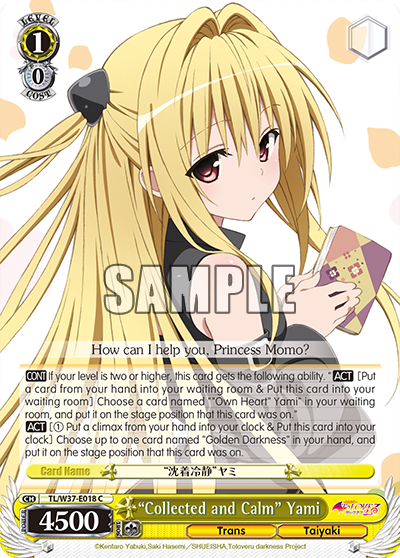 LEVEL
1
0
COST
SAMPLE
How can I help you, Princess Momo?
CONT If your level is two or higher, this card gets the following ability. "ACT [Put
a card from your hand into your waiting room & Put this card into your
waiting room] Choose a card named ""Own Heart" Yami" in your waiting
room, and put it on the stage position that this card was on."
ACT [① Put a climax from your hand into your clock & Put this card into your
clock] Choose up to one card named "Golden Darkness" in your hand, and
put it on the stage position that this card was on.
Card Name
"沈着冷静"ヤミ
CH TL/W37-E018 C
POWER 4500 SOUL
"Collected and Calm" Yami
Trans Taiyaki
©Kentaro Yabuki,Saki Hasemi／SHUEISHA,Toloveru darkness Project